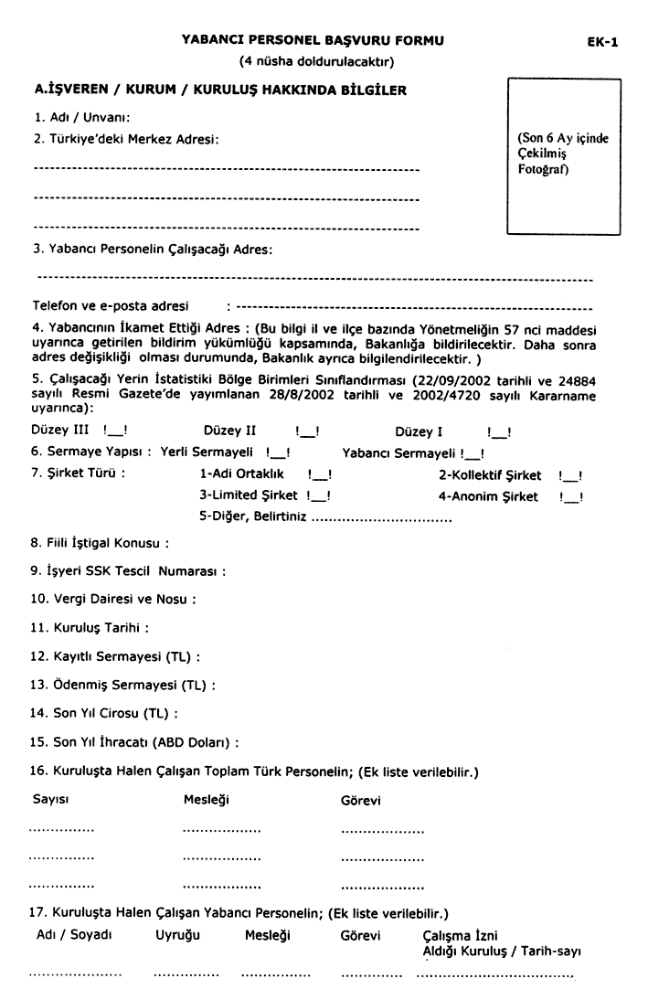 YABANCI PERSONEL BAŞVURU FORMU EK-1
(4 nüsha doldurulacaktır)
A.İŞVEREN / KURUM / KURULUŞ HAKKINDA BİLGİLER
1. Adı / Unvanı:
2. Türkiye'deki Merkez Adresi:
(Son 6 Ay içinde
Çekilmiş
Fotoğraf)
------------------------------------------------------------
------------------------------------------------------------
------------------------------------------------------------
3. Yabancı Personelin Çalışacağı Adres:
--------------------------------------------------------------------------------------
Telefon ve e-posta adresi : -------------------------------------------------------
4. Yabancının İkamet Ettiği Adres : (Bu bilgi il ve ilçe bazında Yönetmeliğin 57 nci maddesi
uyarınca getirilen bildirim yükümlüğü kapsamında, Bakanlığa bildirilecektir. Daha sonra
adres değişikliği olması durumunda, Bakanlık ayrıca bilgilendirilecektir. )
5. Çalışacağı Yerin İstatistiki Bölge Birimleri Sınıflandırması (22/09/2002 tarihli ve 24884
sayılı Resmi Gazete'de yayımlanan 28/8/2002 tarihli ve 2002/4720 sayılı Kararname
uyarınca):
Düzey III !__! Düzey II !__! Düzey I !__!
6. Sermaye Yapısı : Yerli Sermayeli !__! Yabancı Sermayeli !__!
7. Şirket Türü : 1-Adi Ortaklık !__! 2-Kollektif Şirket !__!
3-Limited Şirket !__! 4-Anonim Şirket !__!
5-Diğer, Belirtiniz ...............................
8. Fiili İştigal Konusu :
9. İşyeri SSK Tescil Numarası :
10. Vergi Dairesi ve Nosu :
11. Kuruluş Tarihi :
12. Kayıtlı Sermayesi (TL) :
13. Ödenmiş Sermayesi (TL) :
14. Son Yıl Cirosu (TL) :
15. Son Yıl İhracatı (ABD Doları) :
16. Kuruluşta Halen Çalışan Toplam Türk Personelin; (Ek liste verilebilir.)
Sayısı Mesleği Görevi
............... .................. ...................
............... .................. ...................
............... .................. ...................
17. Kuruluşta Halen Çalışan Yabancı Personelin; (Ek liste verilebilir.)
Adı / Soyadı Uyruğu Mesleği Görevi Çalışma İzni
Aldığı Kuruluş / Tarih-sayı
..................... ............... ................ .............. ...................................